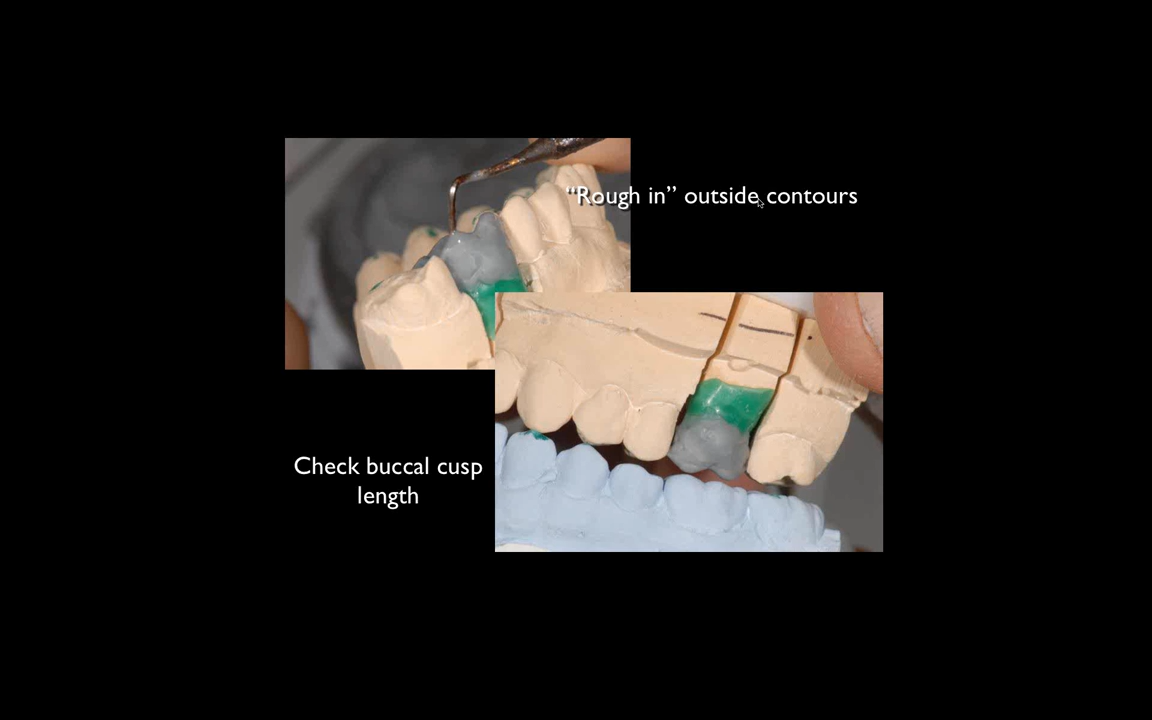 “Rough in” outside contours
Check buccal cusp
length